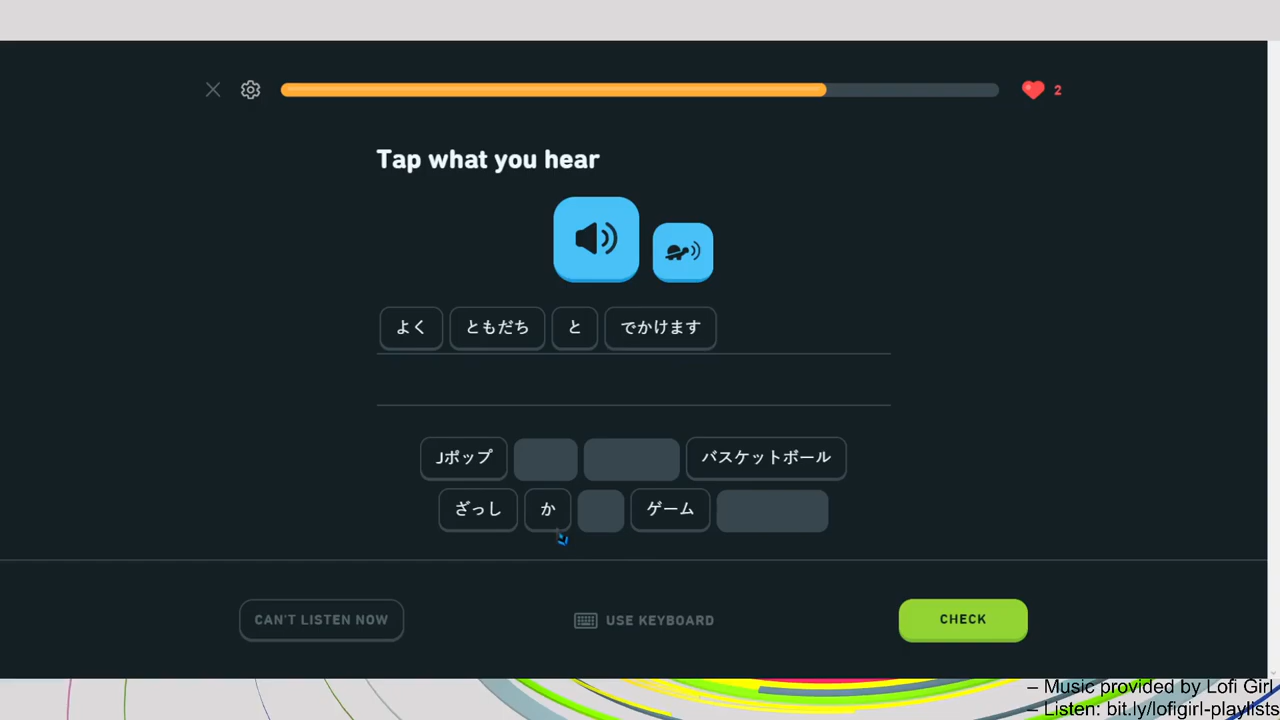 2
Tap what you hear
よく ともだち と でかけます
Jポップ バスケットボール
ざっし か ゲーム
CAN'T LISTEN NOW USE KEYBOARD CHECK
– Music provided by Lofi Girl
– Listen: bit.ly/lofigirl-playlists